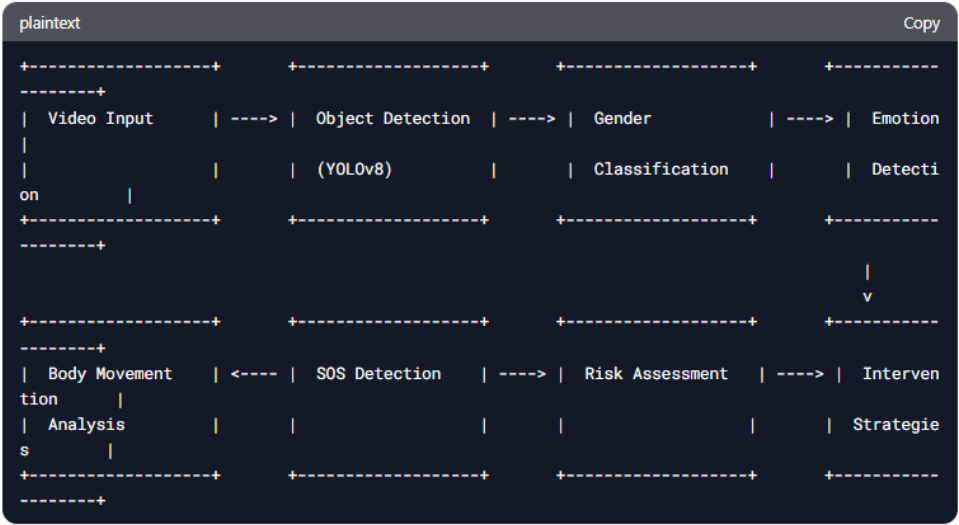 plaintext Copy
+-------------------+       +-------------------+       +-------------------+       +-----------
--------+
|  Video Input      | ----> |  Object Detection  | ----> |  Gender            | ----> |  Emotion
|
|                   |       |  (YOLOv8)          |       |  Classification    |       |  Detecti
on         |
+-------------------+       +-------------------+       +-------------------+       +-----------
--------+
                                                                                        |
                                                                                        v
+-------------------+       +-------------------+       +-------------------+       +-----------
--------+
|  Body Movement    | <---- |  SOS Detection    | ----> |  Risk Assessment   | ----> |  Interven
tion      |
|  Analysis         |       |                   |       |                   |       |  Strategie
s        |
+-------------------+       +-------------------+       +-------------------+       +-----------
--------+